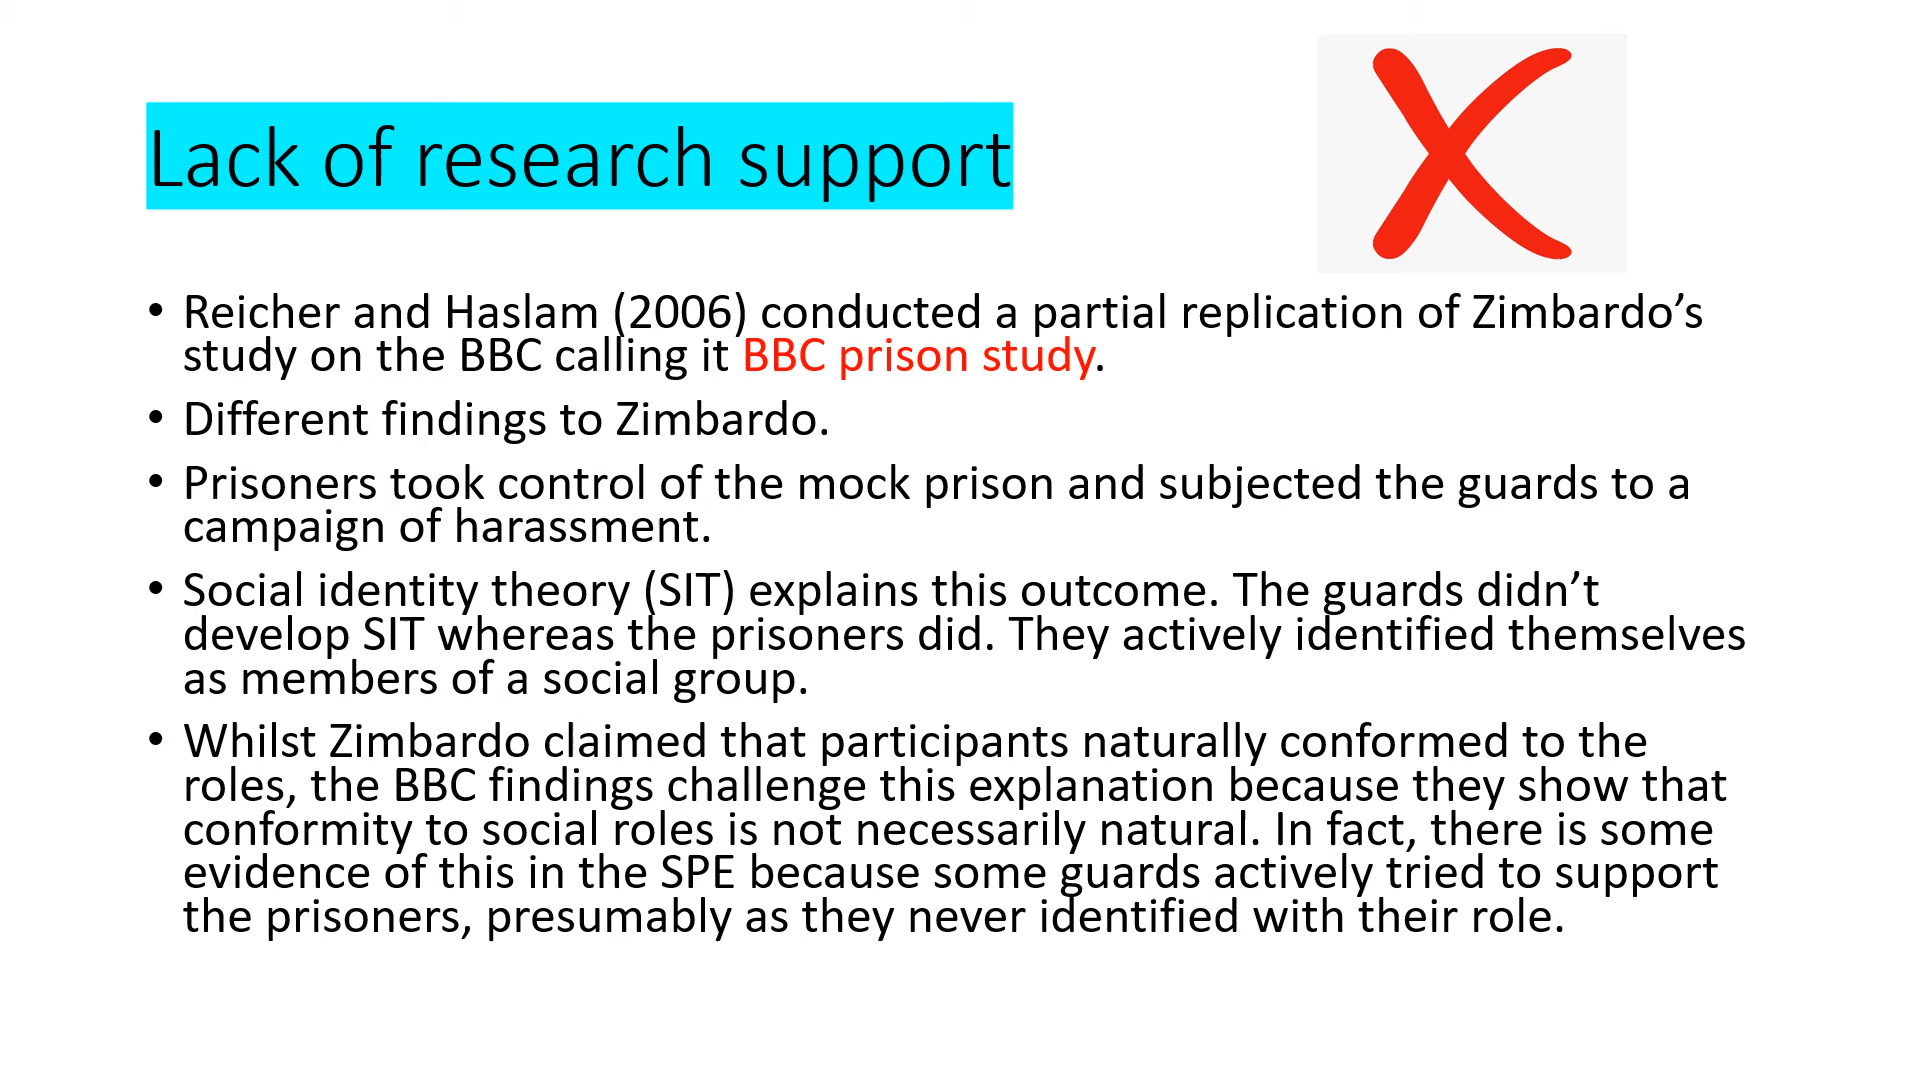 Lack of research support
• Reicher and Haslam (2006) conducted a partial replication of Zimbardo’s
study on the BBC calling it BBC prison study.
• Different findings to Zimbardo.
• Prisoners took control of the mock prison and subjected the guards to a
campaign of harassment.
• Social identity theory (SIT) explains this outcome. The guards didn’t
develop SIT whereas the prisoners did. They actively identified themselves
as members of a social group.
• Whilst Zimbardo claimed that participants naturally conformed to the
roles, the BBC findings challenge this explanation because they show that
conformity to social roles is not necessarily natural. In fact, there is some
evidence of this in the SPE because some guards actively tried to support
the prisoners, presumably as they never identified with their role.